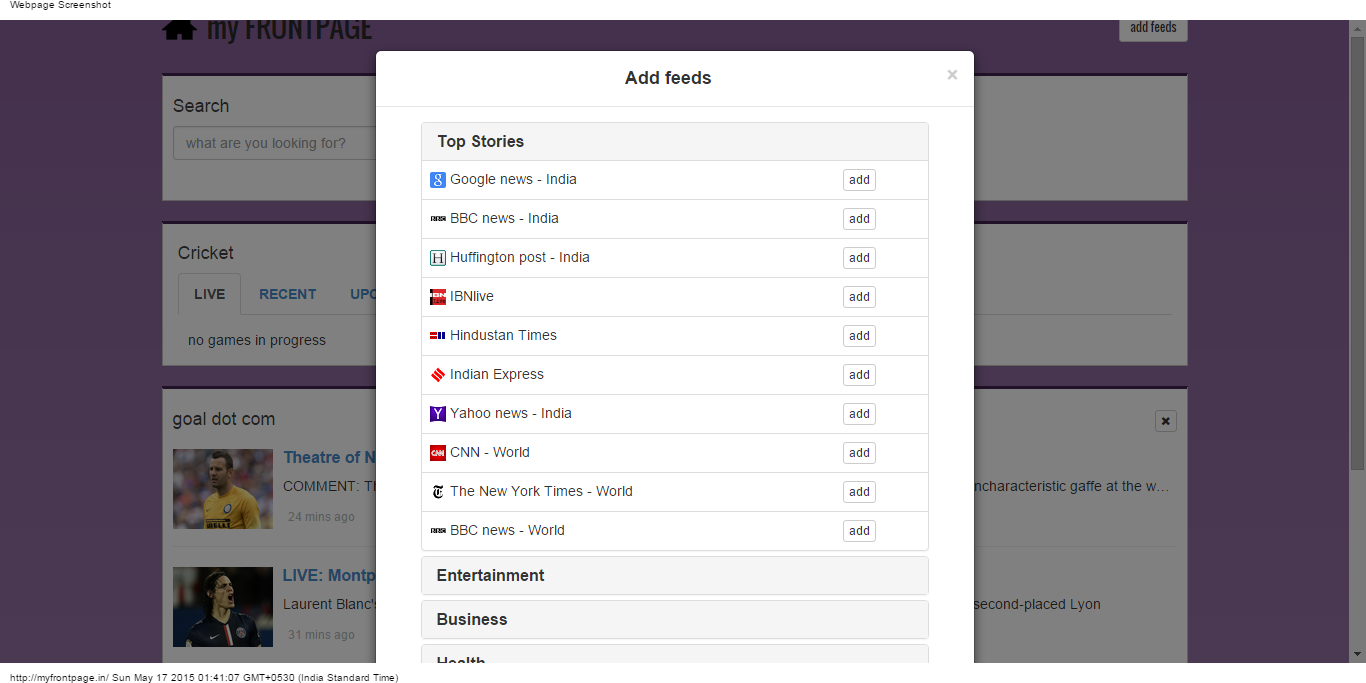 Webpage Screenshot
my FRONTPAGE
add feeds
Add feeds
×
Search
what are you looking for?
Top Stories
Google news - India add
BBC news - India add
Huffington post - India add
IBNlive add
Hindustan Times add
Indian Express add
Yahoo news - India add
CNN - World add
The New York Times - World add
BBC news - World add
Entertainment
Business
Health
Cricket
LIVE RECENT UPC
no games in progress
goal dot com
Theatre of N
COMMENT: Th ncharacteristic gaffe at the w...
24 mins ago
LIVE: Montp
Laurent Blanc's second-placed Lyon
31 mins ago
http://myfrontpage.in/ Sun May 17 2015 01:41:07 GMT+0530 (India Standard Time)